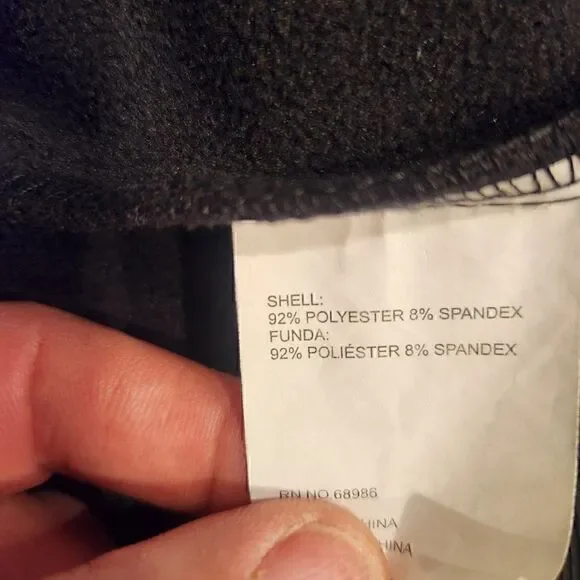 SHELL:
92% POLYESTER 8% SPANDEX
FUNDA:
92% POLIÉSTER 8% SPANDEX
RN NO 68986